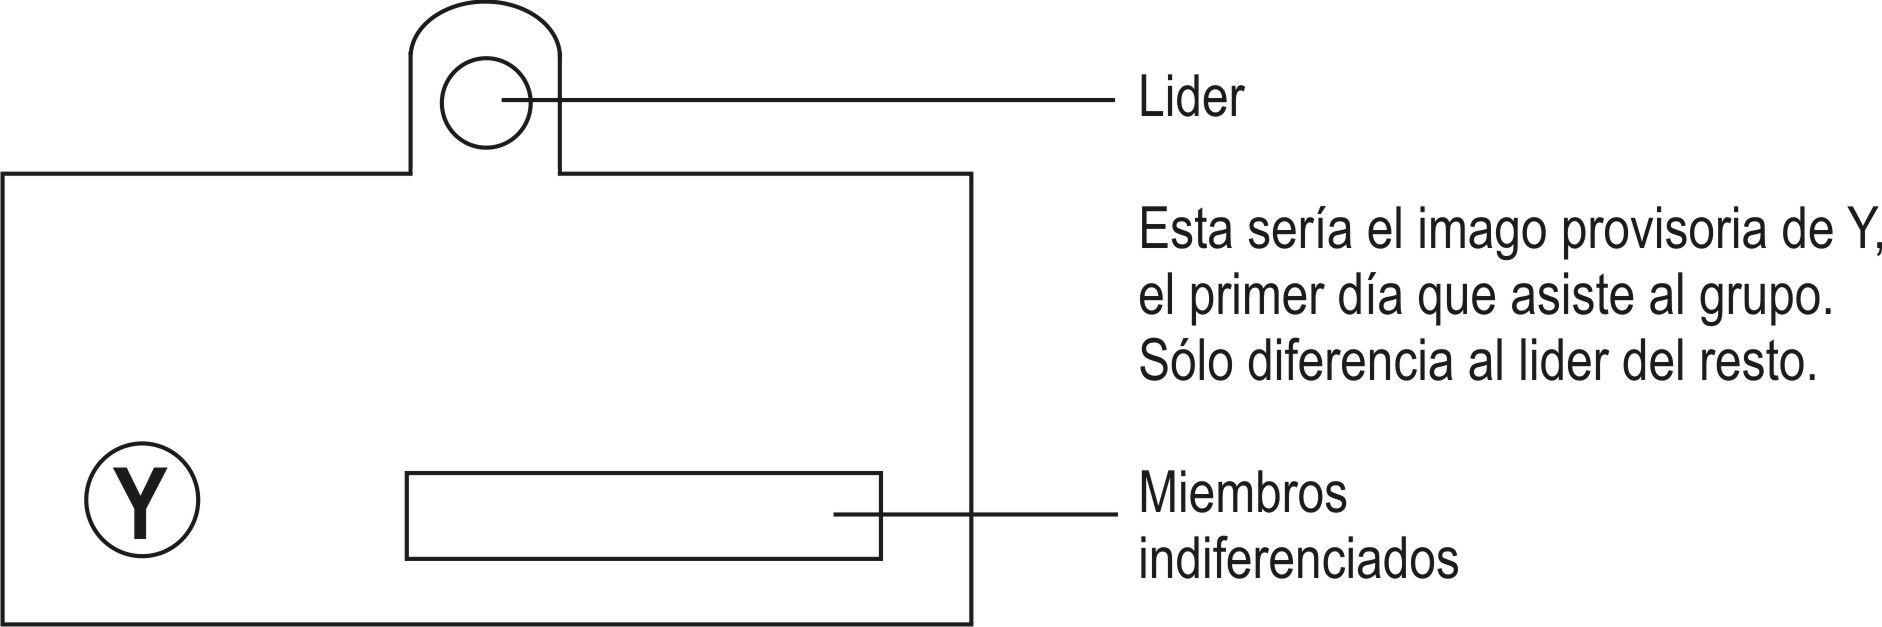 Lider
Esta sería el imago provisoria de Y,
el primer día que asiste al grupo.
Sólo diferencia al lider del resto.
Y
Miembros
indiferenciados